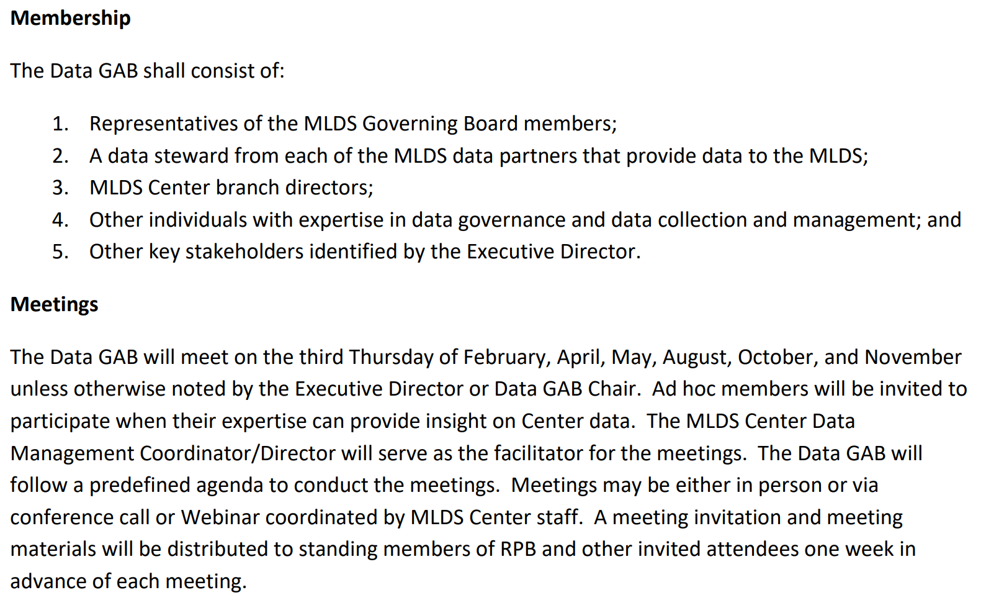 Membership
The Data GAB shall consist of:
1. Representatives of the MLDS Governing Board members;
2. A data steward from each of the MLDS data partners that provide data to the MLDS;
3. MLDS Center branch directors;
4. Other individuals with expertise in data governance and data collection and management; and
5. Other key stakeholders identified by the Executive Director.
Meetings
The Data GAB will meet on the third Thursday of February, April, May, August, October, and November
unless otherwise noted by the Executive Director or Data GAB Chair.  Ad hoc members will be invited to
participate when their expertise can provide insight on Center data.  The MLDS Center Data
Management Coordinator/Director will serve as the facilitator for the meetings.  The Data GAB will
follow a predefined agenda to conduct the meetings.  Meetings may be either in person or via
conference call or Webinar coordinated by MLDS Center staff.  A meeting invitation and meeting
materials will be distributed to standing members of RPB and other invited attendees one week in
advance of each meeting.